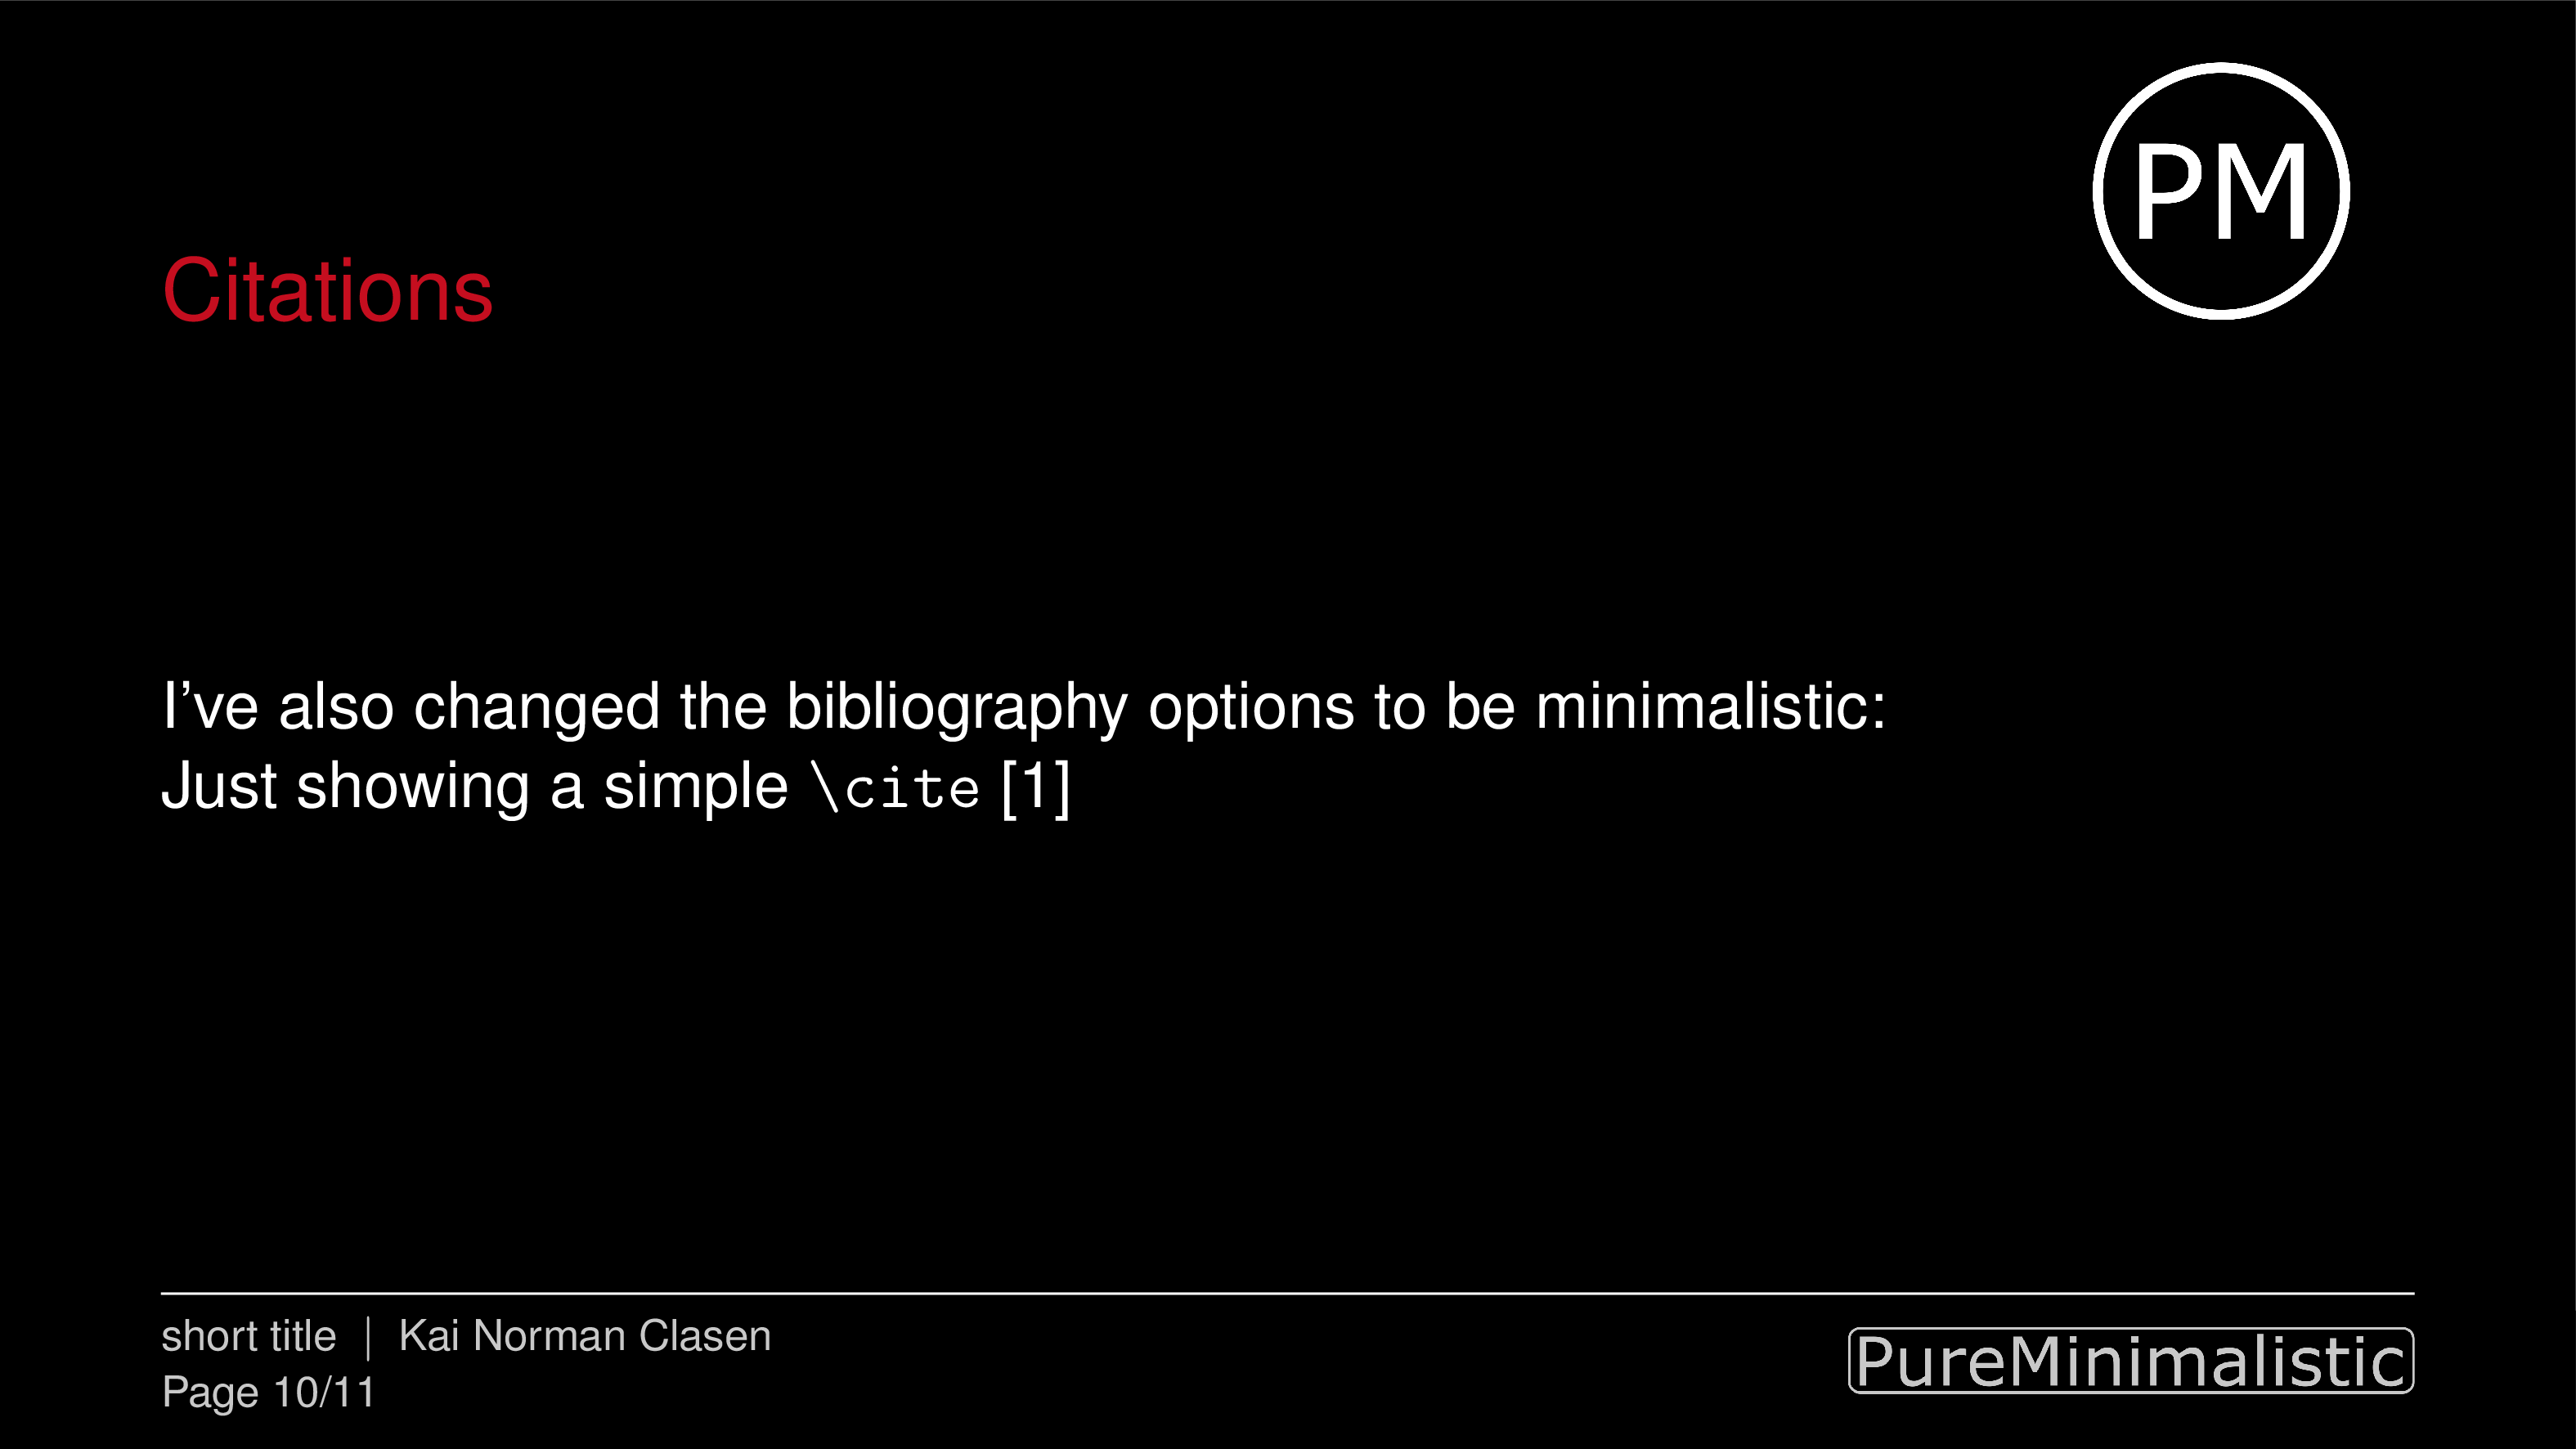 PM
Citations
I’ve also changed the bibliography options to be minimalistic:
Just showing a simple \cite [1]
short title | Kai Norman Clasen
Page 10/11
PureMinimalistic